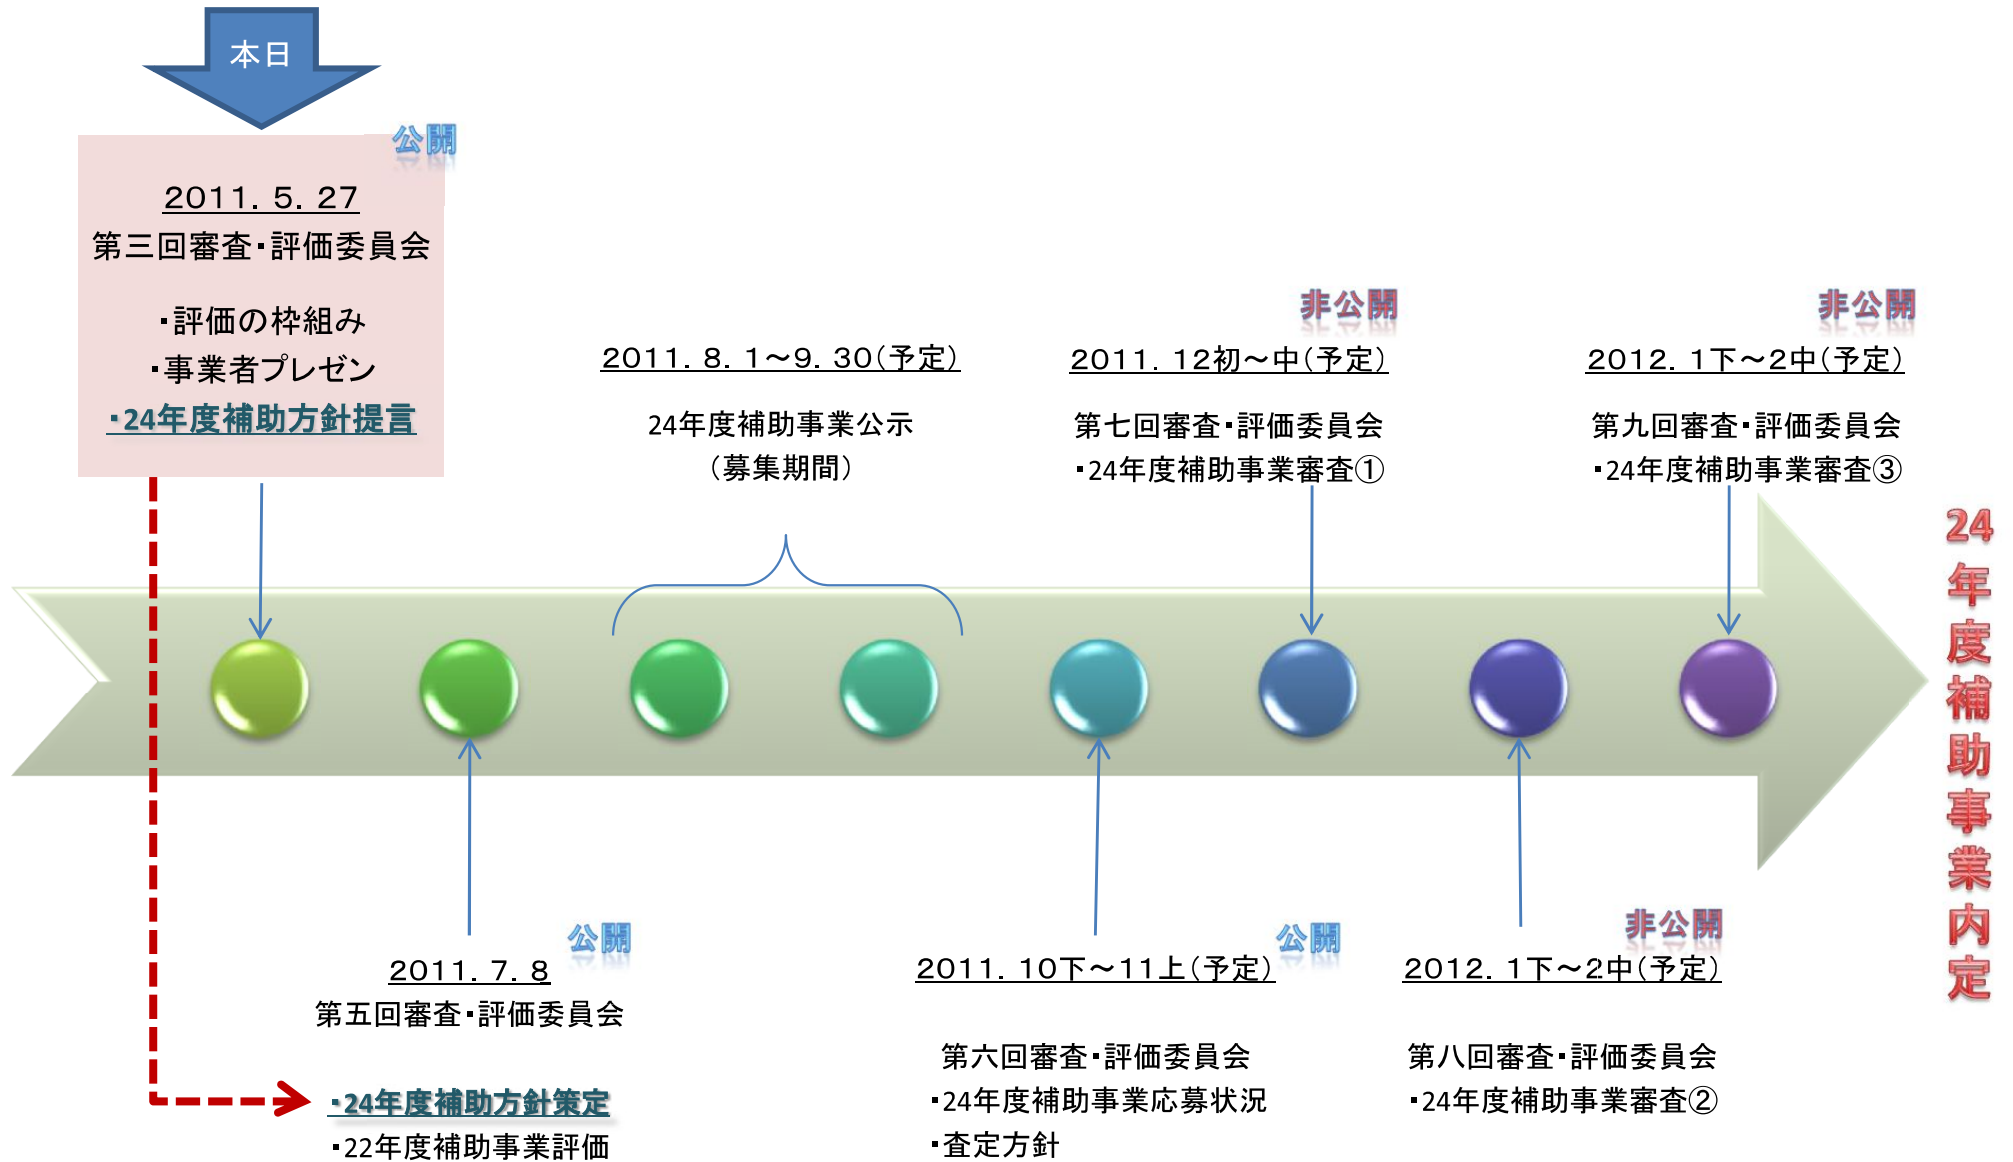 本日
公開
2011．5．27
第三回審査・評価委員会
・評価の枠組み
・事業者プレゼン
・24年度補助方針提言
2011．8．1～9．30(予定)
24年度補助事業公示
（募集期間）
非公開
2011．12初～中(予定)
第七回審査・評価委員会
・24年度補助事業審査①
非公開
2012．1下～2中(予定)
第九回審査・評価委員会
・24年度補助事業審査③
公開
2011．7．8
第五回審査・評価委員会
・24年度補助方針策定
・22年度補助事業評価
公開
2011．10下～11上(予定)
第六回審査・評価委員会
・24年度補助事業応募状況
・査定方針
非公開
2012．1下～2中(予定)
第八回審査・評価委員会
・24年度補助事業審査②
24年度補助事業内定